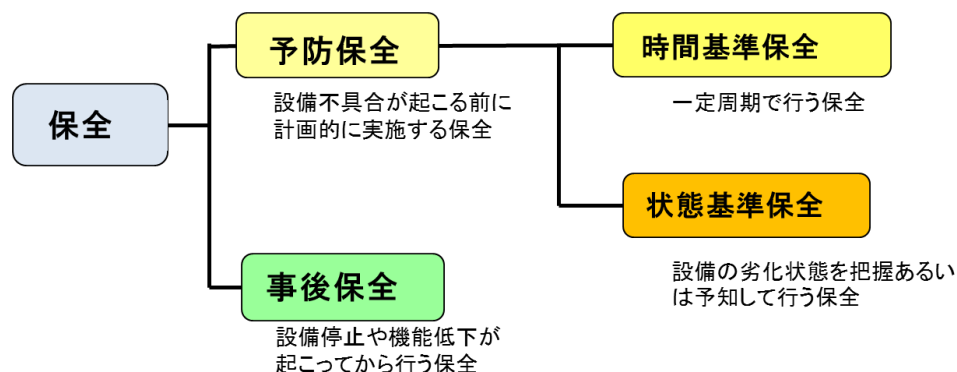 保全
予防保全
設備不具合が起こる前に
計画的に実施する保全
時間基準保全
一定周期で行う保全
状態基準保全
設備の劣化状態を把握あるい
は予知して行う保全
事後保全
設備停止や機能低下が
起こってから行う保全